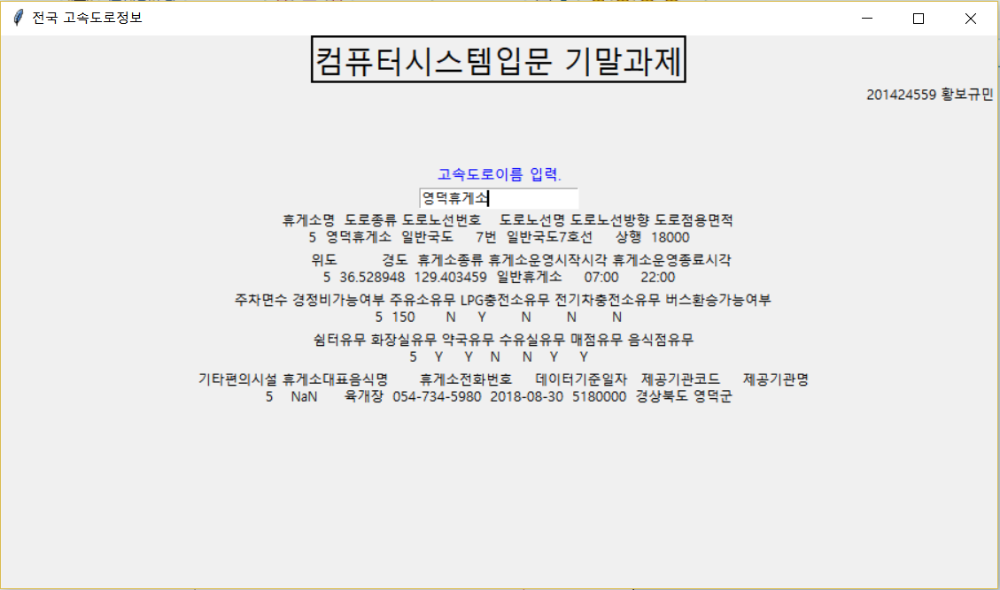 전국 고속도로정보
컴퓨터시스템입문 기말과제
201424559 황보규민
고속도로이름 입력.
영덕휴게소
휴게소명 도로종류 도로노선번호 도로노선명 도로노선방향 도로점용면적
5 영덕휴게소 일반국도 7번 일반국도7호선 상행 18000
위도 경도 휴게소종류 휴게소운영시작시각 휴게소운영종료시각
5 36.528948 129.403459 일반휴게소 07:00 22:00
주차면수 경정비가능여부 주유소유무 LPG충전소유무 전기차충전소유무 버스환승가능여부
5 150 N Y N N N
쉼터유무 화장실유무 약국유무 수유실유무 매점유무 음식점유무
5 Y Y N N Y Y
기타편의시설 휴게소대표음식명 휴게소전화번호 데이터기준일자 제공기관코드 제공기관명
5 NaN 육개장 054-734-5980 2018-08-30 5180000 경상북도 영덕군